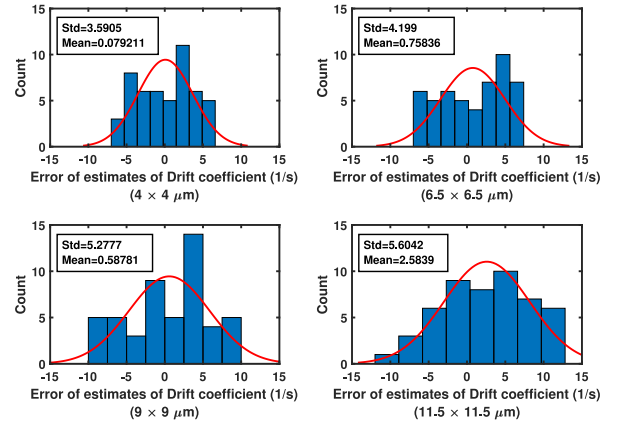 Std=3.5905
Mean=0.079211
Count
15
10
5
0
-15 -10 -5 0 5 10 15
Error of estimates of Drift coefficient (1/s)
(4 × 4 μm)
Std=4.199
Mean=0.75836
Count
15
10
5
0
-15 -10 -5 0 5 10 15
Error of estimates of Drift coefficient (1/s)
(6.5 × 6.5 μm)
Std=5.2777
Mean=0.58781
Count
15
10
5
0
-15 -10 -5 0 5 10 15
Error of estimates of Drift coefficient (1/s)
(9 × 9 μm)
Std=5.6042
Mean=2.5839
Count
15
10
5
0
-15 -10 -5 0 5 10 15
Error of estimates of Drift coefficient (1/s)
(11.5 × 11.5 μm)